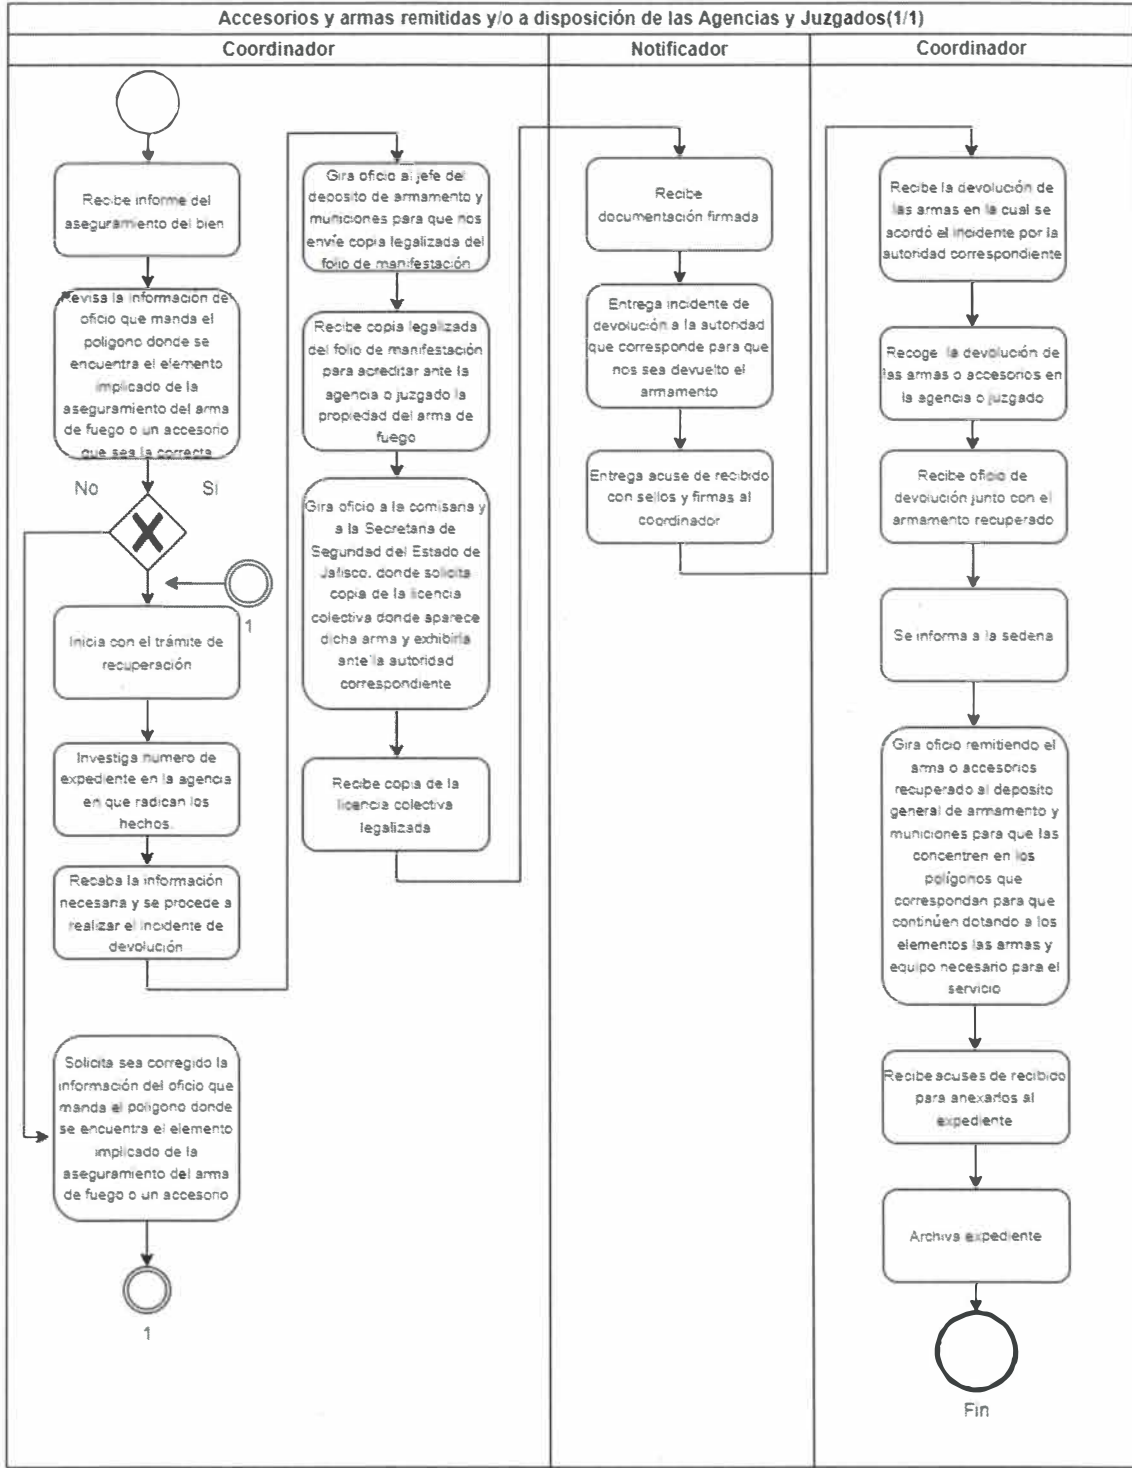 Accesorios y armas remitidas y/o a disposición de las Agencias y Juzgados(1/1)
Coordinador
Notificador
Coordinador
Recibe informe del
aseguramiento del bien
Revisa la información del
oficio que manda el
poligono donde se
encuentra el elemento
implicado de la
aseguramiento del arma
de fuego o un accesorio
que sea la correcta
No
Si
1
Inicia con el trámite de
recuperación
Investiga numero de
expediente en la agencia
en que radican los
hechos.
Recaba la información
necesaria y se procede a
realizar el incidente de
devolución
Solicita sea corregido la
información del oficio que
manda el poligono donde
se encuentra el elemento
implicado de la
aseguramiento del arma
de fuego o un accesorio
1
Gira oficio al jefe del
deposito de armamento y
municiones para que nos
envíe copia legalizada del
folio de manifestación
Recibe copia legalizada
del folio de manifestación
para acreditar ante la
agencia o juzgado la
propiedad del arma de
fuego
Gira oficio a la comisaria y
a la Secretaria de
Seguridad del Estado de
Jalisco, donde solicita
copia de la licencia
colectiva donde aparece
dicha arma y exhibirla
ante la autoridad
correspondiente
Recibe copia de la
licencia colectiva
legalizada
Recibe
documentación firmada
Entrega incidente de
devolución a la autoridad
que corresponde para que
nos sea devuelto el
armamento
Entrega acuse de recibido
con sellos y firmas al
coordinador
Recibe la devolución de
las armas en la cual se
acordó el incidente por la
autoridad correspondiente
Recoge la devolución de
las armas o accesorios en
la agencia o juzgado
Recibe oficio de
devolución junto con el
armamento recuperado
Se informa a la sedena
Gira oficio remitiendo el
arma o accesorios
recuperado al deposito
general de armamento y
municiones para que las
concentren en los
polígonos que
correspondan para que
continúen dotando a los
elementos las armas y
equipo necesario para el
servicio
Recibe acuses de recibido
para anexarlos al
expediente
Archiva expediente
Fin